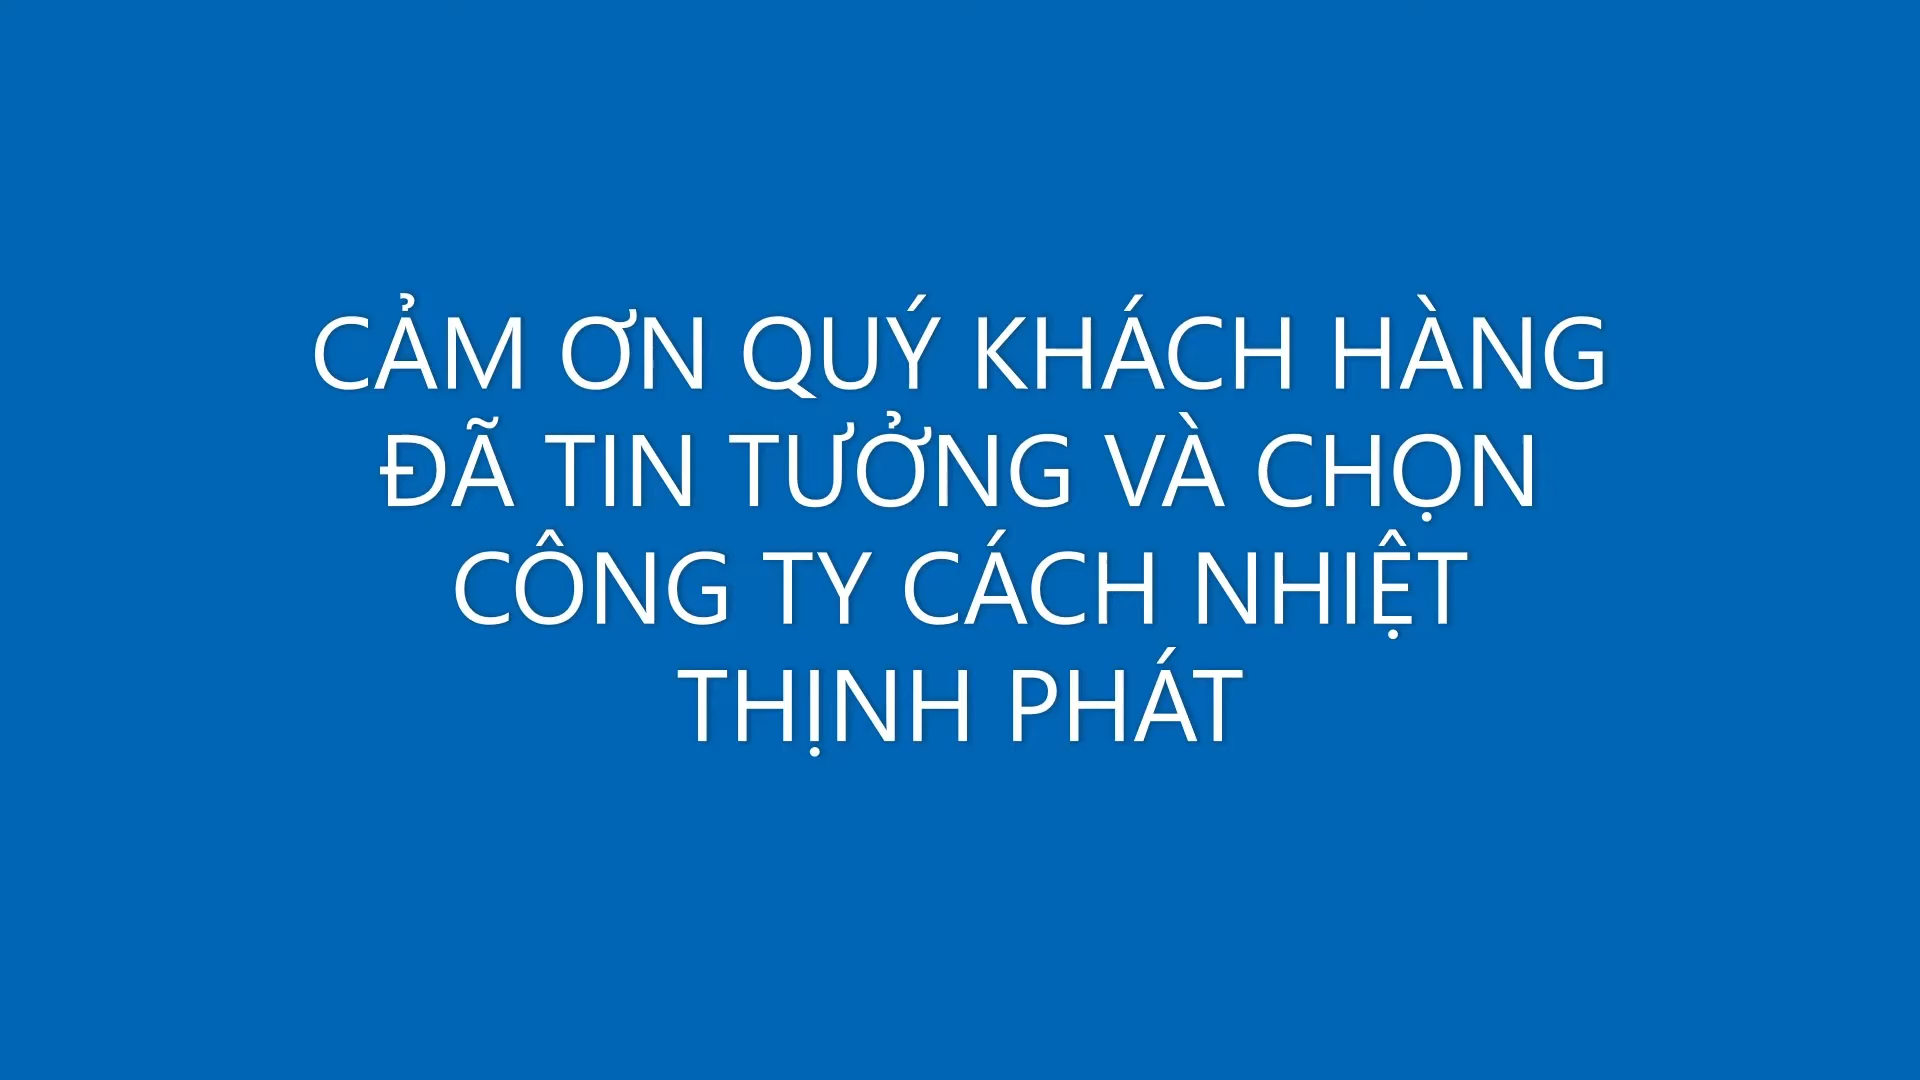 CẢM ƠN QUÝ KHÁCH HÀNG
ĐÃ TIN TƯỞNG VÀ CHỌN
CÔNG TY CÁCH NHIỆT
THỊNH PHÁT